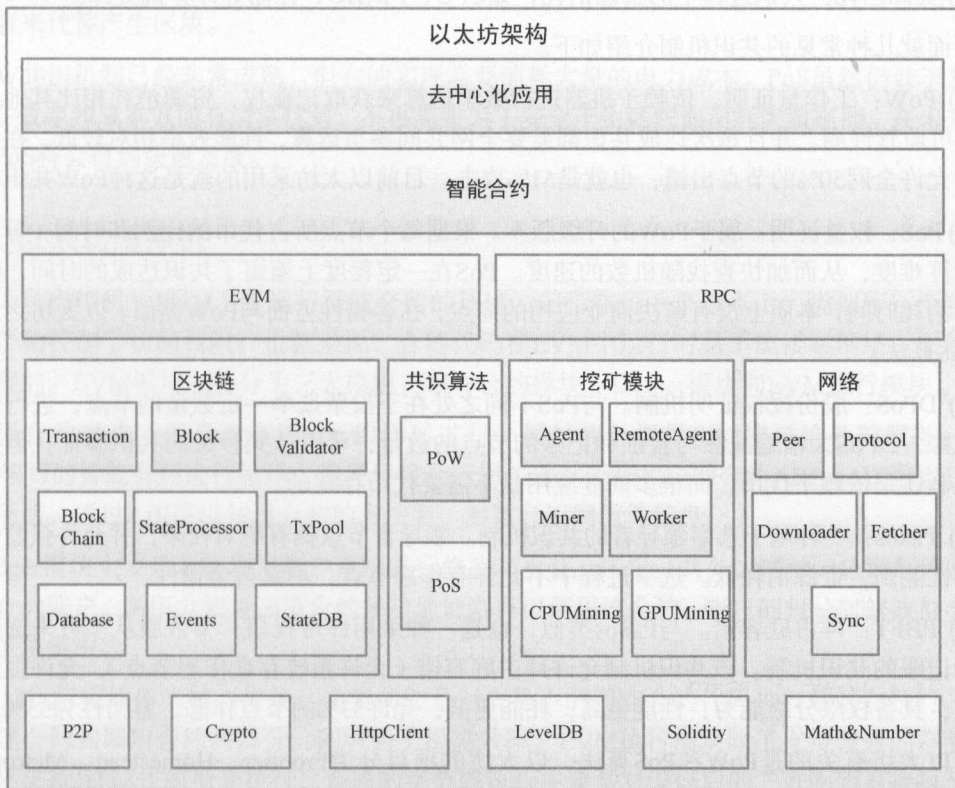 以太坊架构
去中心化应用
智能合约
EVM
RPC
区块链
共识算法
挖矿模块
网络
Transaction
Block
Block
Validator
PoW
Agent
RemoteAgent
Peer
Protocol
Block
Chain
StateProcessor
TxPool
Miner
Worker
Downloader
Fetcher
Database
Events
StateDB
PoS
CPUMining
GPUMining
Sync
P2P
Crypto
HttpClient
LevelDB
Solidity
Math&Number